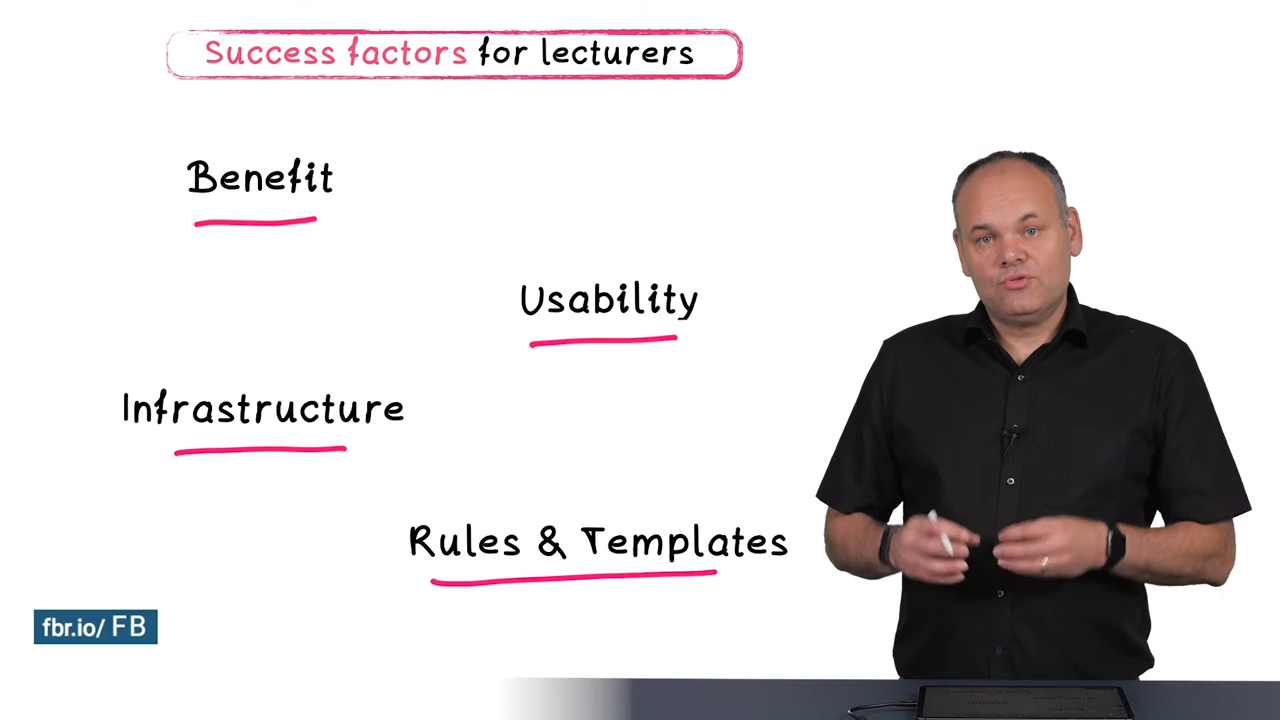 Success factors for lecturers
Benefit
Usability
Infrastructure
Rules & Templates
fbr.io/ FB